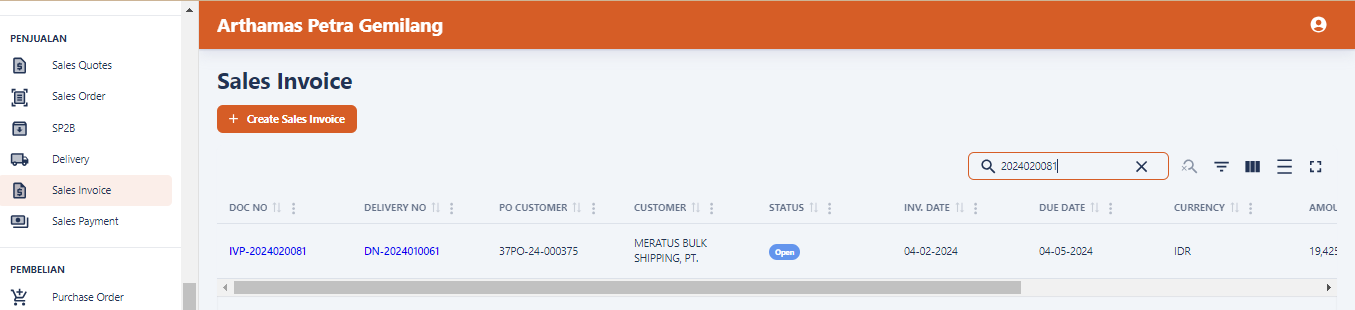 Arthamas Petra Gemilang
PENJUALAN
Sales Quotes
Sales Order
SP2B
Delivery
Sales Invoice
Sales Payment
PEMBELIAN
Purchase Order
Sales Invoice
+ Create Sales Invoice
2024020081
DOC NO DELIVERY NO PO CUSTOMER CUSTOMER STATUS INV. DATE DUE DATE CURRENCY AMOU
IVP-2024020081 DN-2024010061 37PO-24-000375 MERATUS BULK SHIPPING, PT. Open 04-02-2024 04-05-2024 IDR 19,425